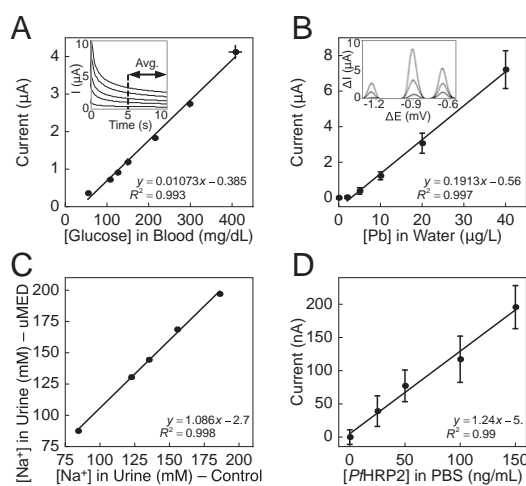 A
Current (µA)
4
3
2
1
0
I (µA)
10
5
0
Avg.
0 5 10
Time (s)
y = 0.01073x – 0.385
R² = 0.993
0 100 200 300 400
[Glucose] in Blood (mg/dL)
B
Current (µA)
8
6
4
2
0
ΔI (µA)
10
5
0
-1.2 -0.9 -0.6
ΔE (mV)
y = 0.1913x – 0.56
R² = 0.997
0 10 20 30 40
[Pb] in Water (µg/L)
C
[Na⁺] in Urine (mM) – uMED
200
175
150
125
100
75
y = 1.086x – 2.7
R² = 0.998
75 100 125 150 175 200
[Na⁺] in Urine (mM) – Control
D
Current (nA)
200
150
100
50
0
y = 1.24x – 5.
R² = 0.99
0 50 100 150
[PfHRP2] in PBS (ng/mL)